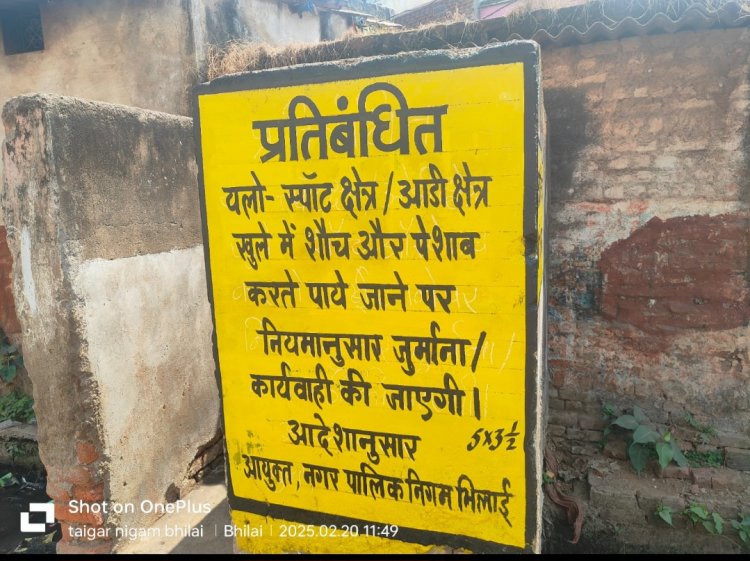 प्रतिबंधित
यलो- स्पॉट क्षेत्र / आडी क्षेत्र
खुले में शौच और पेशाब
करते पाये जाने पर
नियमानुसार जुर्माना /
कार्यवाही की जाएगी।
आदेशानुसार 5x3½
आयुक्त, नगर पालिक निगम भिलाई
Shot on OnePlus
taigar nigam bhilai | Bhilai | 2025.02.20 11:49